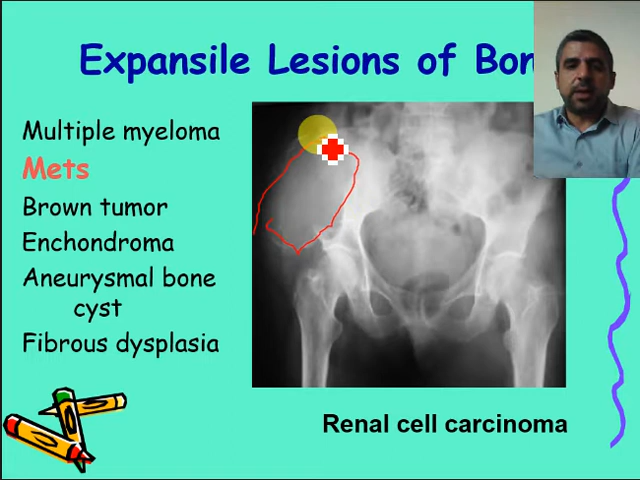 Expansile Lesions of Bon
Multiple myeloma
Mets
Brown tumor
Enchondroma
Aneurysmal bone
cyst
Fibrous dysplasia
Renal cell carcinoma